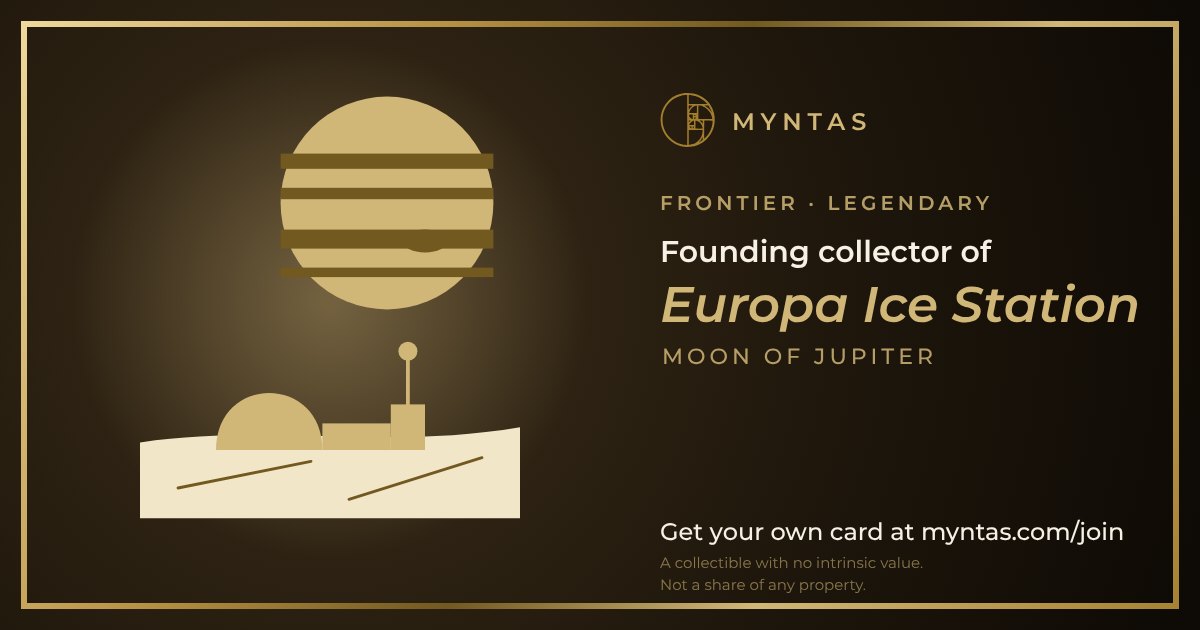 MYNTAS
FRONTIER · LEGENDARY
Founding collector of
Europa Ice Station
MOON OF JUPITER
Get your own card at myntas.com/join
A collectible with no intrinsic value.
Not a share of any property.